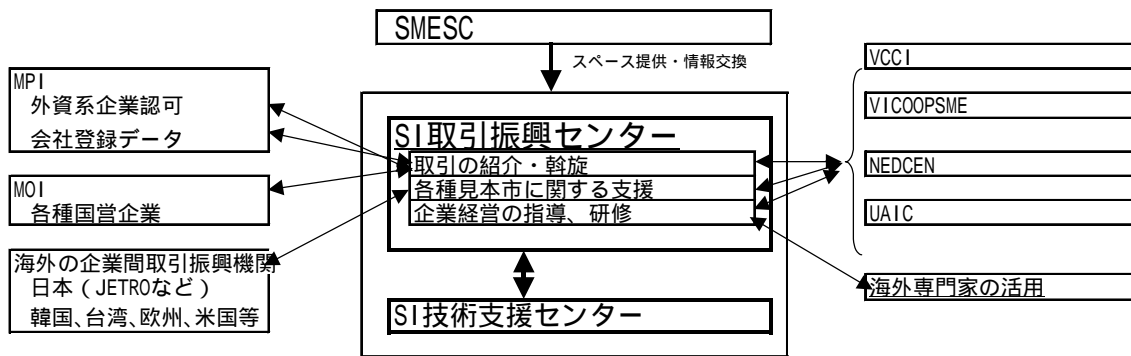 SMESC
スペース提供・情報交換
MPI
外資系企業認可
会社登録データ
MOI
各種国営企業
海外の企業間取引振興機関
日本（JETROなど）
韓国、台湾、欧州、米国等
SI取引振興センター
取引の紹介・斡旋
各種見本市に関する支援
企業経営の指導、研修
SI技術支援センター
VCCI
VICOOPSME
NEDCEN
UAIC
海外専門家の活用